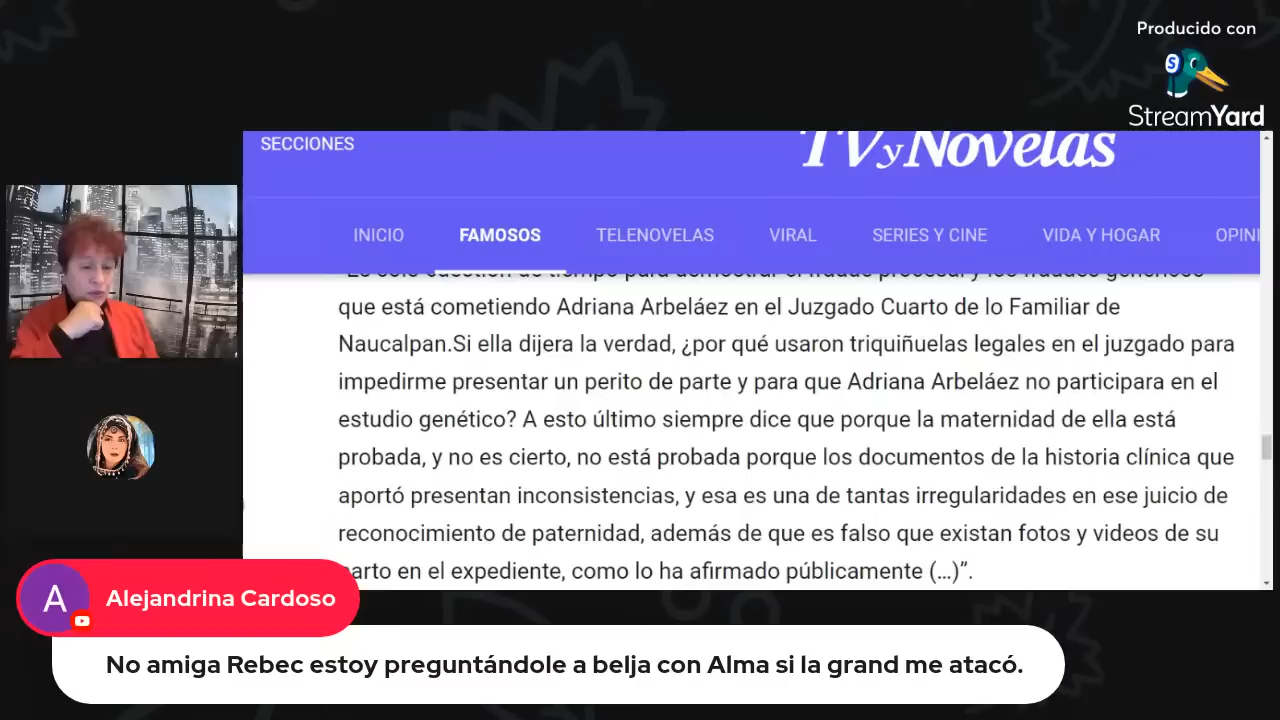 Producido con
StreamYard
SECCIONES
TVyNovelas
INICIO FAMOSOS TELENOVELAS VIRAL SERIES Y CINE VIDA Y HOGAR OPINI
que está cometiendo Adriana Arbeláez en el Juzgado Cuarto de lo Familiar de
Naucalpan.Si ella dijera la verdad, ¿por qué usaron triquiñuelas legales en el juzgado para
impedirme presentar un perito de parte y para que Adriana Arbeláez no participara en el
estudio genético? A esto último siempre dice que porque la maternidad de ella está
probada, y no es cierto, no está probada porque los documentos de la historia clínica que
aportó presentan inconsistencias, y esa es una de tantas irregularidades en ese juicio de
reconocimiento de paternidad, además de que es falso que existan fotos y videos de su
parto en el expediente, como lo ha afirmado públicamente (...)”.
A Alejandrina Cardoso
No amiga Rebec estoy preguntándole a belja con Alma si la grand me atacó.